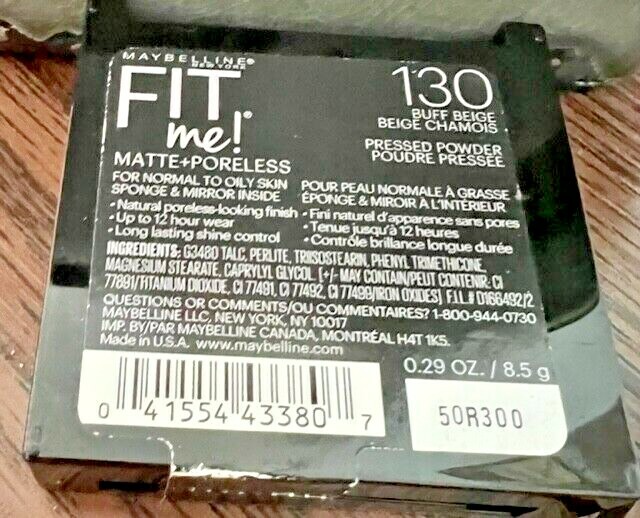 MAYBELLINE®
NEW YORK
FIT
me!®
MATTE+PORELESS
130
BUFF BEIGE
BEIGE CHAMOIS
PRESSED POWDER
POUDRE PRESSÉE
FOR NORMAL TO OILY SKIN
SPONGE & MIRROR INSIDE
•Natural poreless-looking finish
•Up to 12 hour wear
•Long lasting shine control
POUR PEAU NORMALE À GRASSE
ÉPONGE & MIROIR À L'INTÉRIEUR
•Fini naturel d'apparence sans pores
•Tenue jusqu'à 12 heures
•Contrôle brillance longue durée
INGREDIENTS: G3480 TALC, PERLITE, TRIISOSTEARIN, PHENYL TRIMETHICONE,
MAGNESIUM STEARATE, CAPRYLYL GLYCOL [+/- MAY CONTAIN/PEUT CONTENIR: CI
77891/TITANIUM DIOXIDE, CI 77491, CI 77492, CI 77499/IRON OXIDES] F.I.L.# D166492/2
QUESTIONS OR COMMENTS/OU COMMENTAIRES? 1-800-944-0730
MAYBELLINE LLC, NEW YORK, NY 10017
IMP. BY/PAR MAYBELLINE CANADA, MONTRÉAL H4T 1K5.
Made in U.S.A. www.maybelline.com
0.29 OZ. / 8.5 g
0 41554 43380 7
50R300